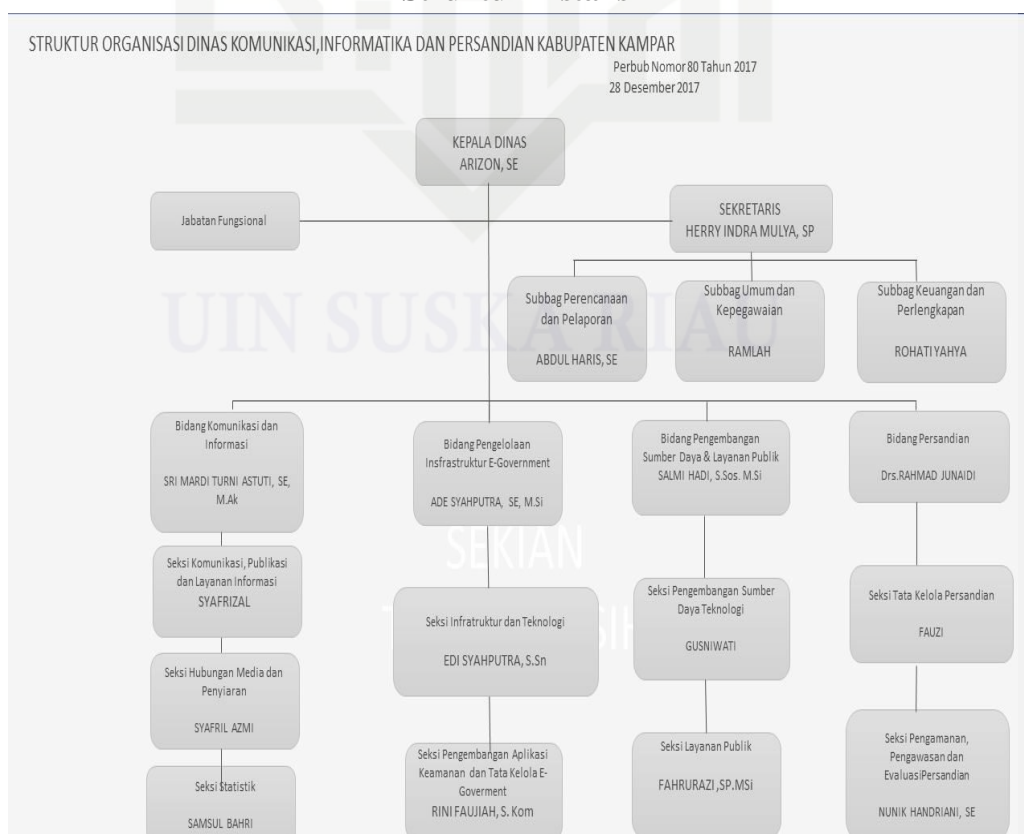 STRUKTUR ORGANISASI DINAS KOMUNIKASI,INFORMATIKA DAN PERSANDIAN KABUPATEN KAMPAR
Perbub Nomor 80 Tahun 2017
28 Desember 2017
KEPALA DINAS
ARIZON, SE
Jabatan Fungsional
SEKRETARIS
HERRY INDRA MULYA, SP
Subbag Perencanaan
dan Pelaporan
ABDUL HARIS, SE
Subbag Umum dan
Kepegawaian
RAMLAH
Subbag Keuangan dan
Perlengkapan
ROHATI YAHYA
UIN SUSKA RIAU
Bidang Komunikasi dan
Informasi
SRI MARDI TURNI ASTUTI, SE,
M.Ak
Bidang Pengelolaan
Insfrastruktur E-Government
ADE SYAHPUTRA, SE, M.Si
Bidang Pengembangan
Sumber Daya & Layanan Publik
SALMI HADI, S.Sos. M.Si
Bidang Persandian
Drs.RAHMAD JUNAIDI
SEKIAN
Seksi Komunikasi, Publikasi
dan Layanan Informasi
SYAFRIZAL
Seksi Infratruktur dan Teknologi
EDI SYAHPUTRA, S.Sn
Seksi Pengembangan Sumber
Daya Teknologi
GUSNIWATI
Seksi Tata Kelola Persandian
FAUZI
Seksi Hubungan Media dan
Penyiaran
SYAFRIL AZMI
Seksi Pengembangan Aplikasi
Keamanan dan Tata Kelola E-
Goverment
RINI FAUJIAH, S. Kom
Seksi Layanan Publik
FAHRURAZI ,SP.MSi
Seksi Pengamanan,
Pengawasan dan
EvaluasiPersandian
NUNIK HANDRIANI, SE
Seksi Statistik
SAMSUL BAHRI